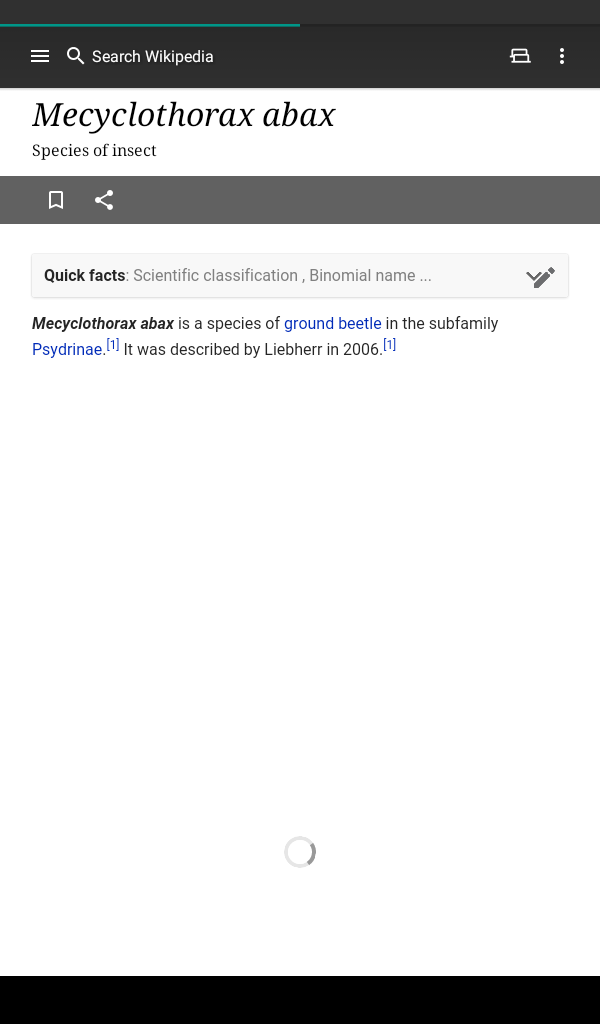 Search Wikipedia
Mecyclothorax abax
Species of insect
Quick facts: Scientific classification , Binomial name ...
Mecyclothorax abax is a species of ground beetle in the subfamily
Psydrinae.[1] It was described by Liebherr in 2006.[1]